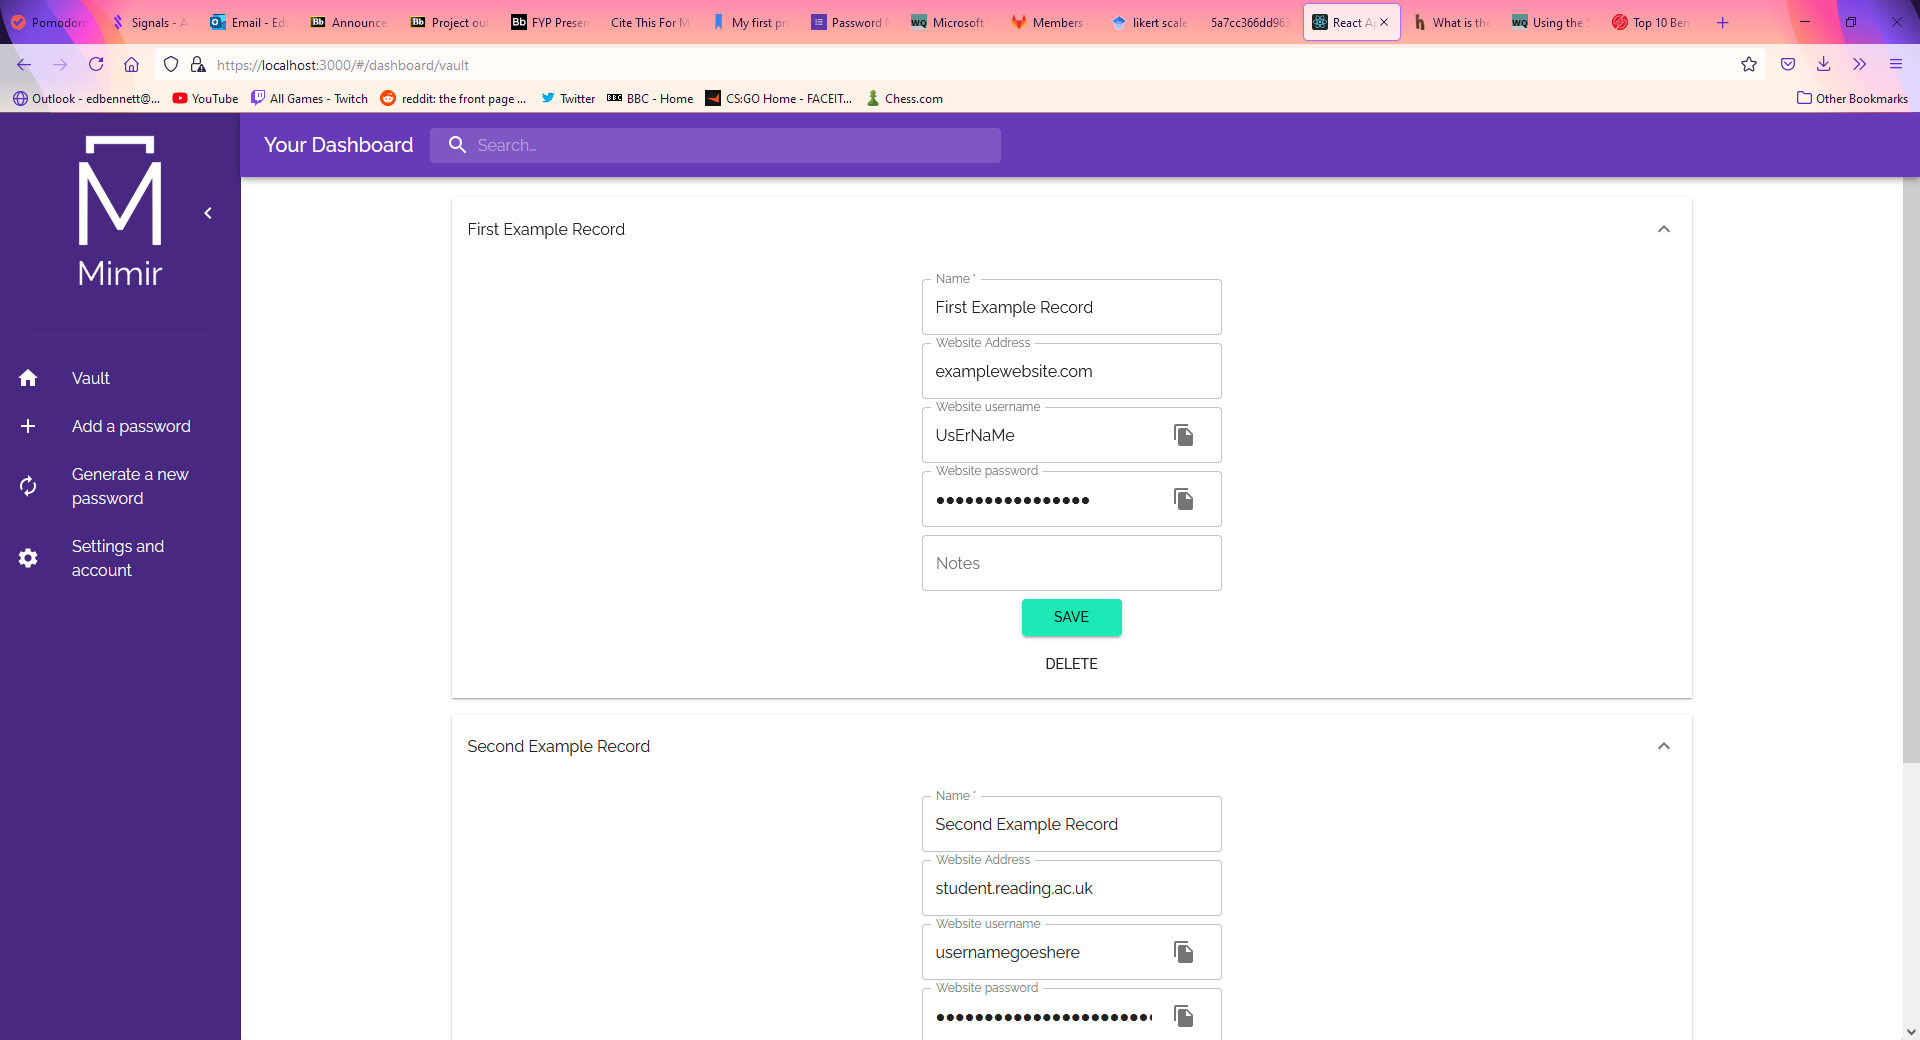 Pomodoro
Signals - A
Email - Ed
Announce
Project ou
FYP Presen
Cite This For M
My first pr
Password
Microsoft
Members
likert scale
5a7cc366dd963
React Ap
What is the
Using the S
Top 10 Ben
https://localhost:3000/#/dashboard/vault
Outlook - edbennett@...
YouTube
All Games - Twitch
reddit: the front page ...
Twitter
BBC - Home
CS:GO Home - FACEIT...
Chess.com
Other Bookmarks
M
Mimir
Vault
Add a password
Generate a new
password
Settings and
account
Your Dashboard
Search...
First Example Record
Name *
First Example Record
Website Address
examplewebsite.com
Website username
UsErNaMe
Website password
••••••••••••••••
Notes
SAVE
DELETE
Second Example Record
Name *
Second Example Record
Website Address
student.reading.ac.uk
Website username
usernamegoeshere
Website password
•••••••••••••••••••••••